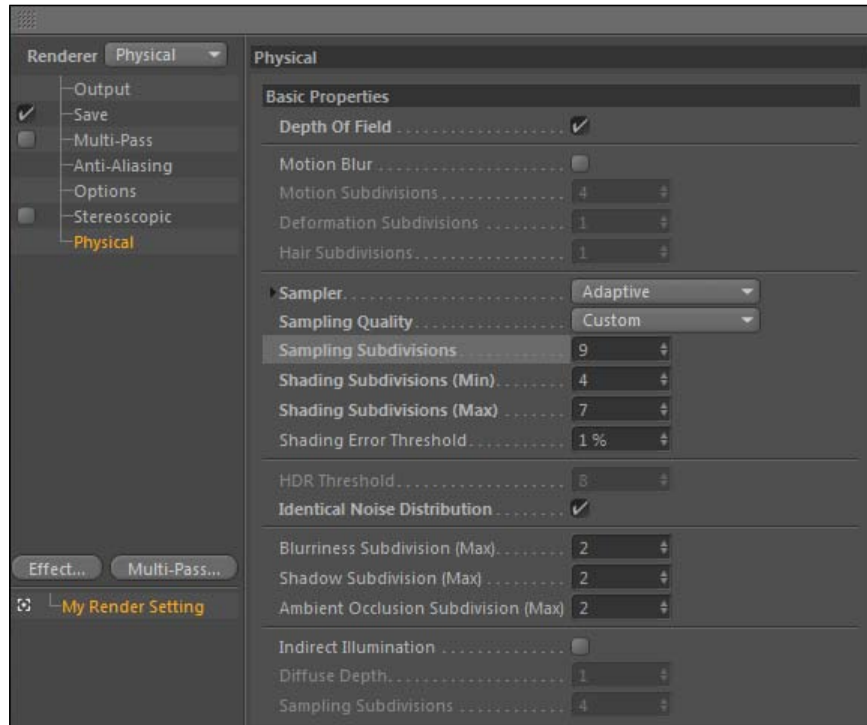 Renderer Physical
Output
Save
Multi-Pass
Anti-Aliasing
Options
Stereoscopic
Physical
Effect... Multi-Pass...
My Render Setting
Physical
Basic Properties
Depth Of Field
Motion Blur
Motion Subdivisions 4
Deformation Subdivisions 1
Hair Subdivisions 1
Sampler Adaptive
Sampling Quality Custom
Sampling Subdivisions 9
Shading Subdivisions (Min) 4
Shading Subdivisions (Max) 7
Shading Error Threshold 1 %
HDR Threshold 8
Identical Noise Distribution
Blurriness Subdivision (Max) 2
Shadow Subdivision (Max) 2
Ambient Occlusion Subdivision (Max) 2
Indirect Illumination
Diffuse Depth 1
Sampling Subdivisions 4